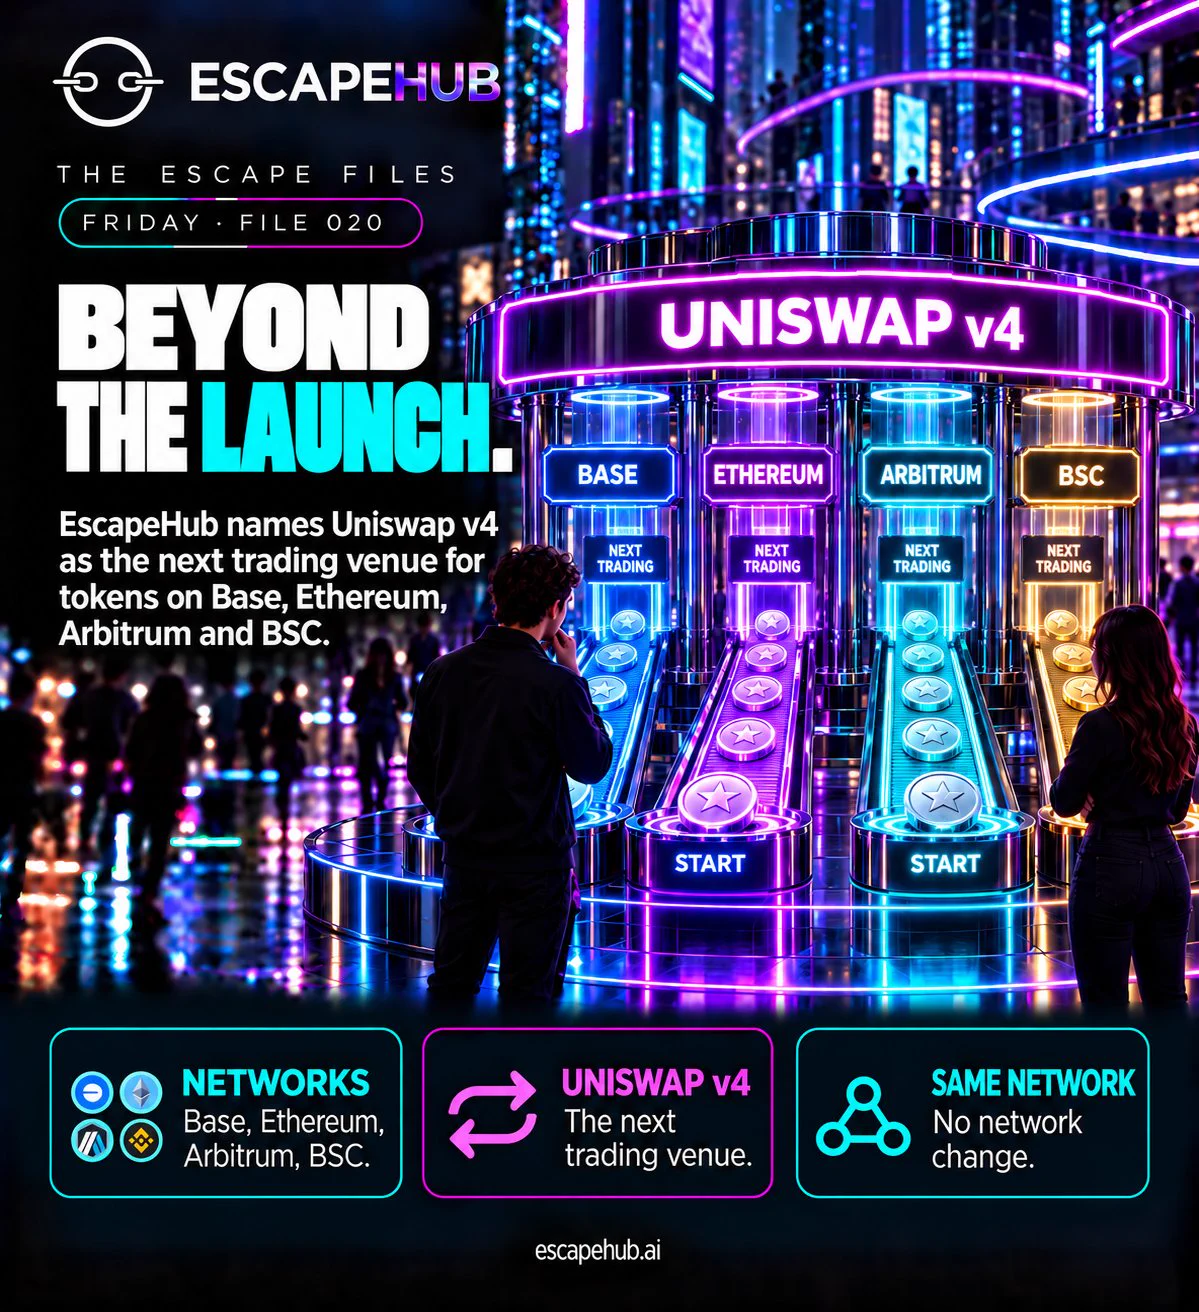 ESCAPEHUB
THE ESCAPE FILES
FRIDAY · FILE 020
BEYOND
THE LAUNCH.
EscapeHub names Uniswap v4
as the next trading venue for
tokens on Base, Ethereum,
Arbitrum and BSC.
UNISWAP v4
BASE
ETHEREUM
ARBITRUM
BSC
NEXT
TRADING
NEXT
TRADING
NEXT
TRADING
NEXT
TRADING
START
START
NETWORKS
Base, Ethereum,
Arbitrum, BSC.
UNISWAP v4
The next
trading venue.
SAME NETWORK
No network
change.
escapehub.ai